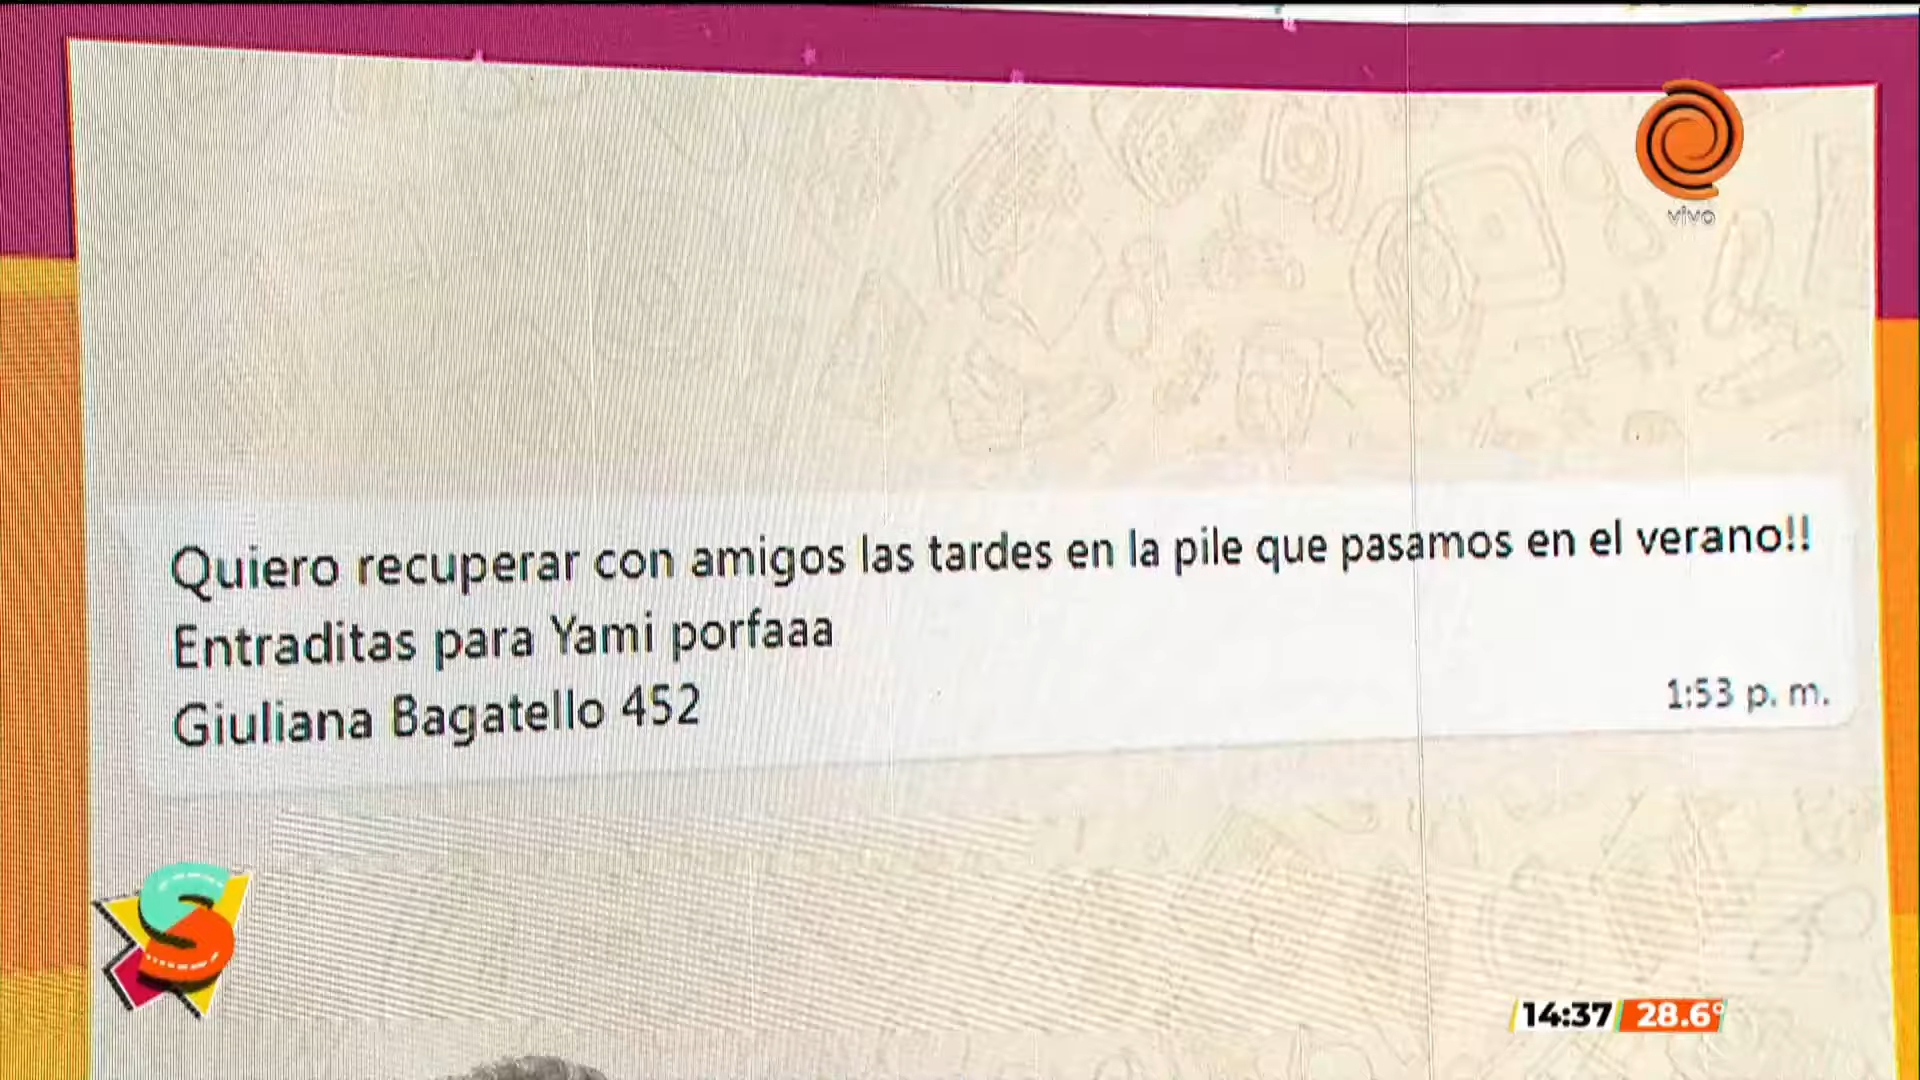 vivo
Quiero recuperar con amigos las tardes en la pile que pasamos en el verano!!
Entraditas para Yami porfaaa
Giuliana Bagatello 452
1:53 p. m.
S
14:37 28.6°